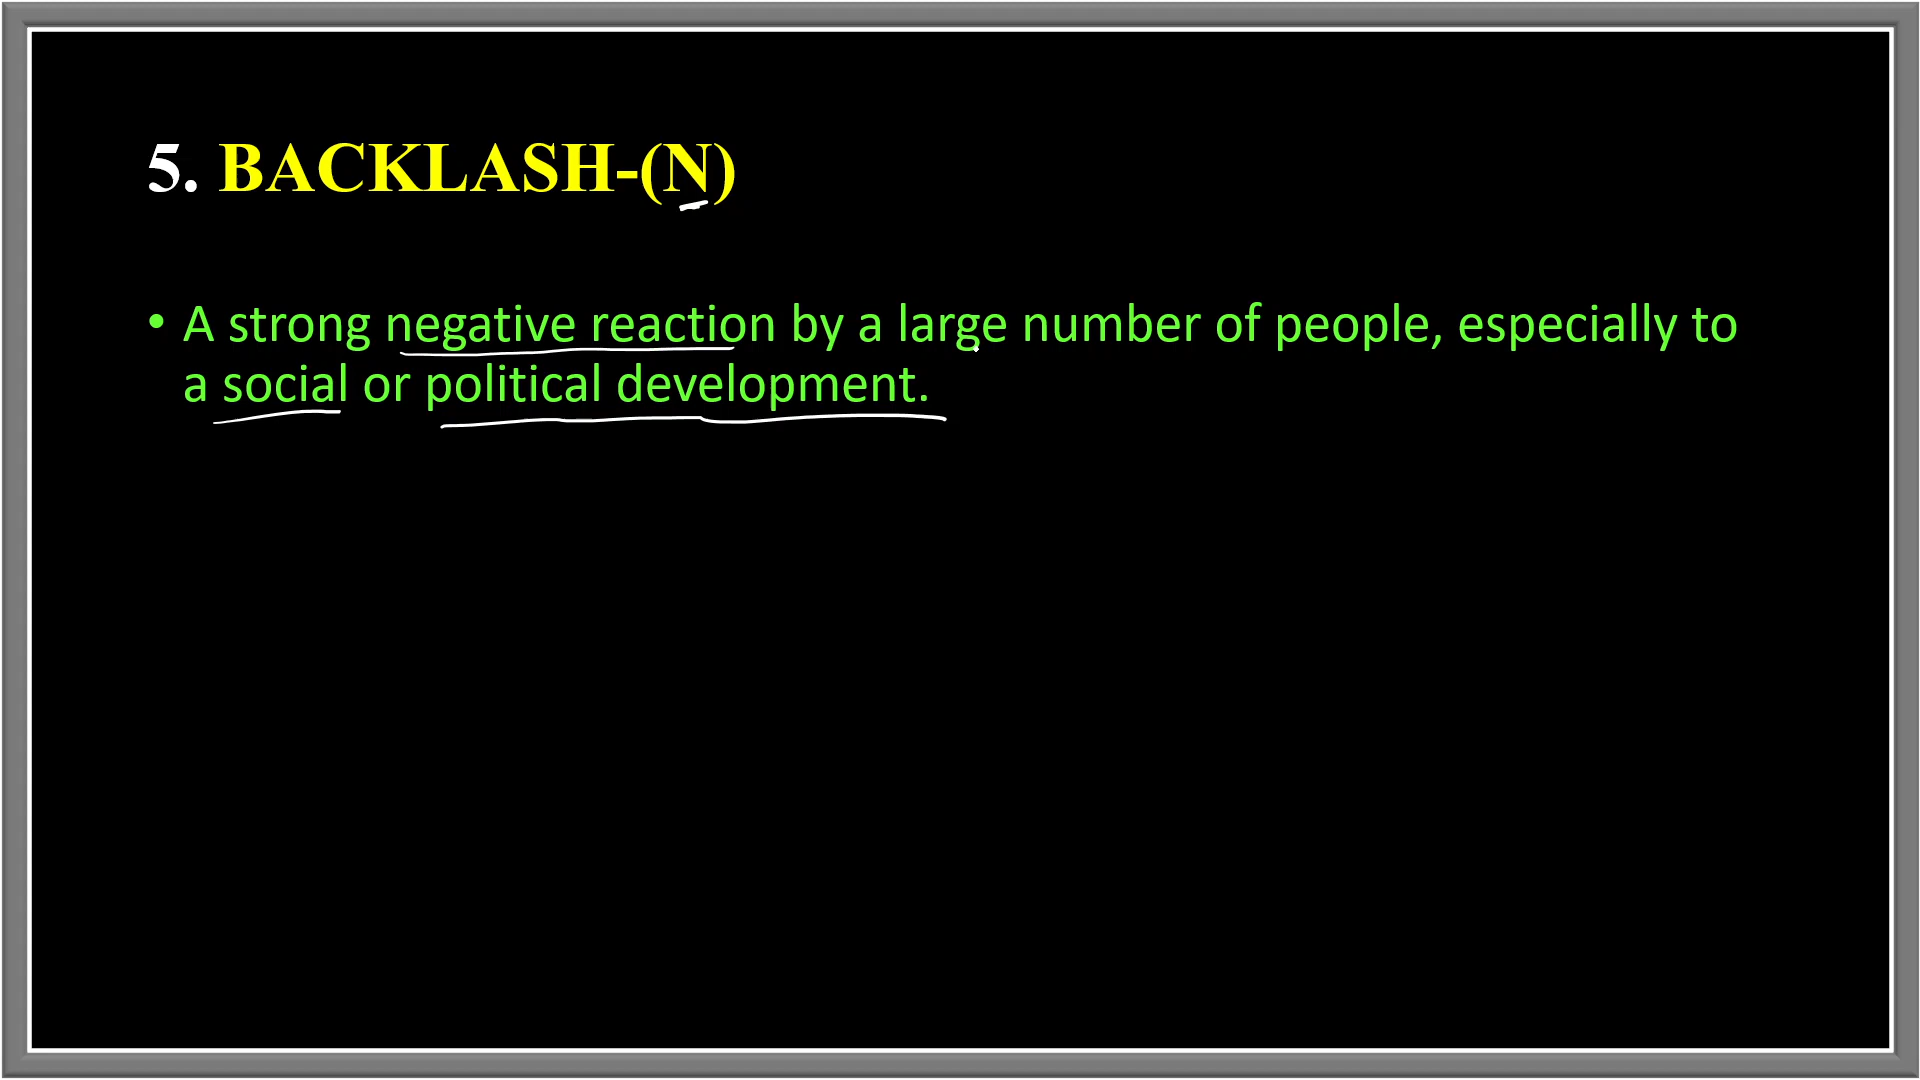 5. BACKLASH-(N)
• A strong negative reaction by a large number of people, especially to
a social or political development.